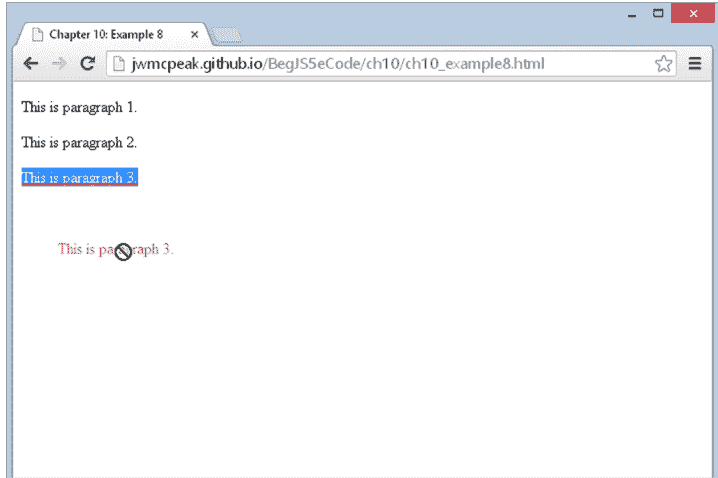 Chapter 10: Example 8
jwmcpeak.github.io/BegJS5eCode/ch10/ch10_example8.html
This is paragraph 1.
This is paragraph 2.
This is paragraph 3.
This is paragraph 3.